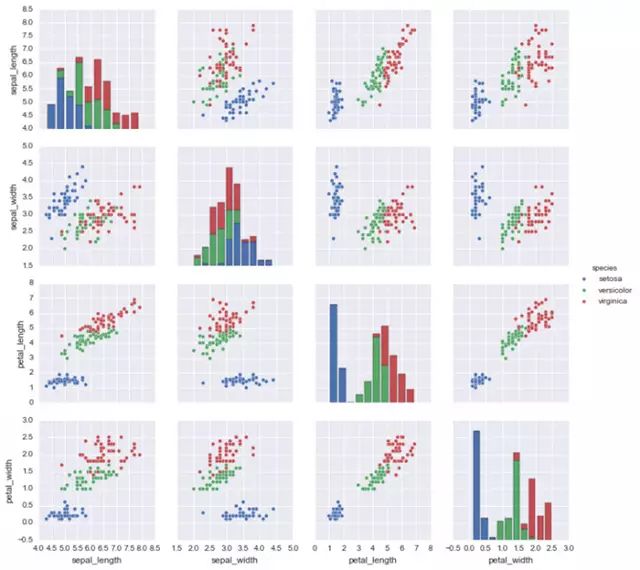 8.5
8.0
7.5
7.0
6.5
6.0
5.5
5.0
4.5
4.0
sepal_length
5.0
4.5
4.0
3.5
3.0
2.5
2.0
1.5
sepal_width
8
7
6
5
4
3
2
1
0
petal_length
3.0
2.5
2.0
1.5
1.0
0.5
0.0
-0.5
petal_width
species
setosa
versicolor
virginica
4.0 4.5 5.0 5.5 6.0 6.5 7.0 7.5 8.0 8.5
sepal_length
1.5 2.0 2.5 3.0 3.5 4.0 4.5 5.0
sepal_width
0 1 2 3 4 5 6 7 8
petal_length
-0.5 0.0 0.5 1.0 1.5 2.0 2.5 3.0
petal_width